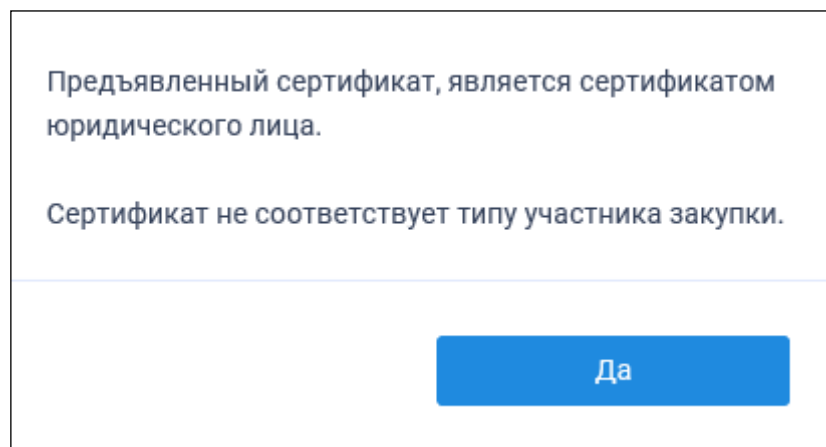 Предъявленный сертификат, является сертификатом
юридического лица.
Сертификат не соответствует типу участника закупки.
Да